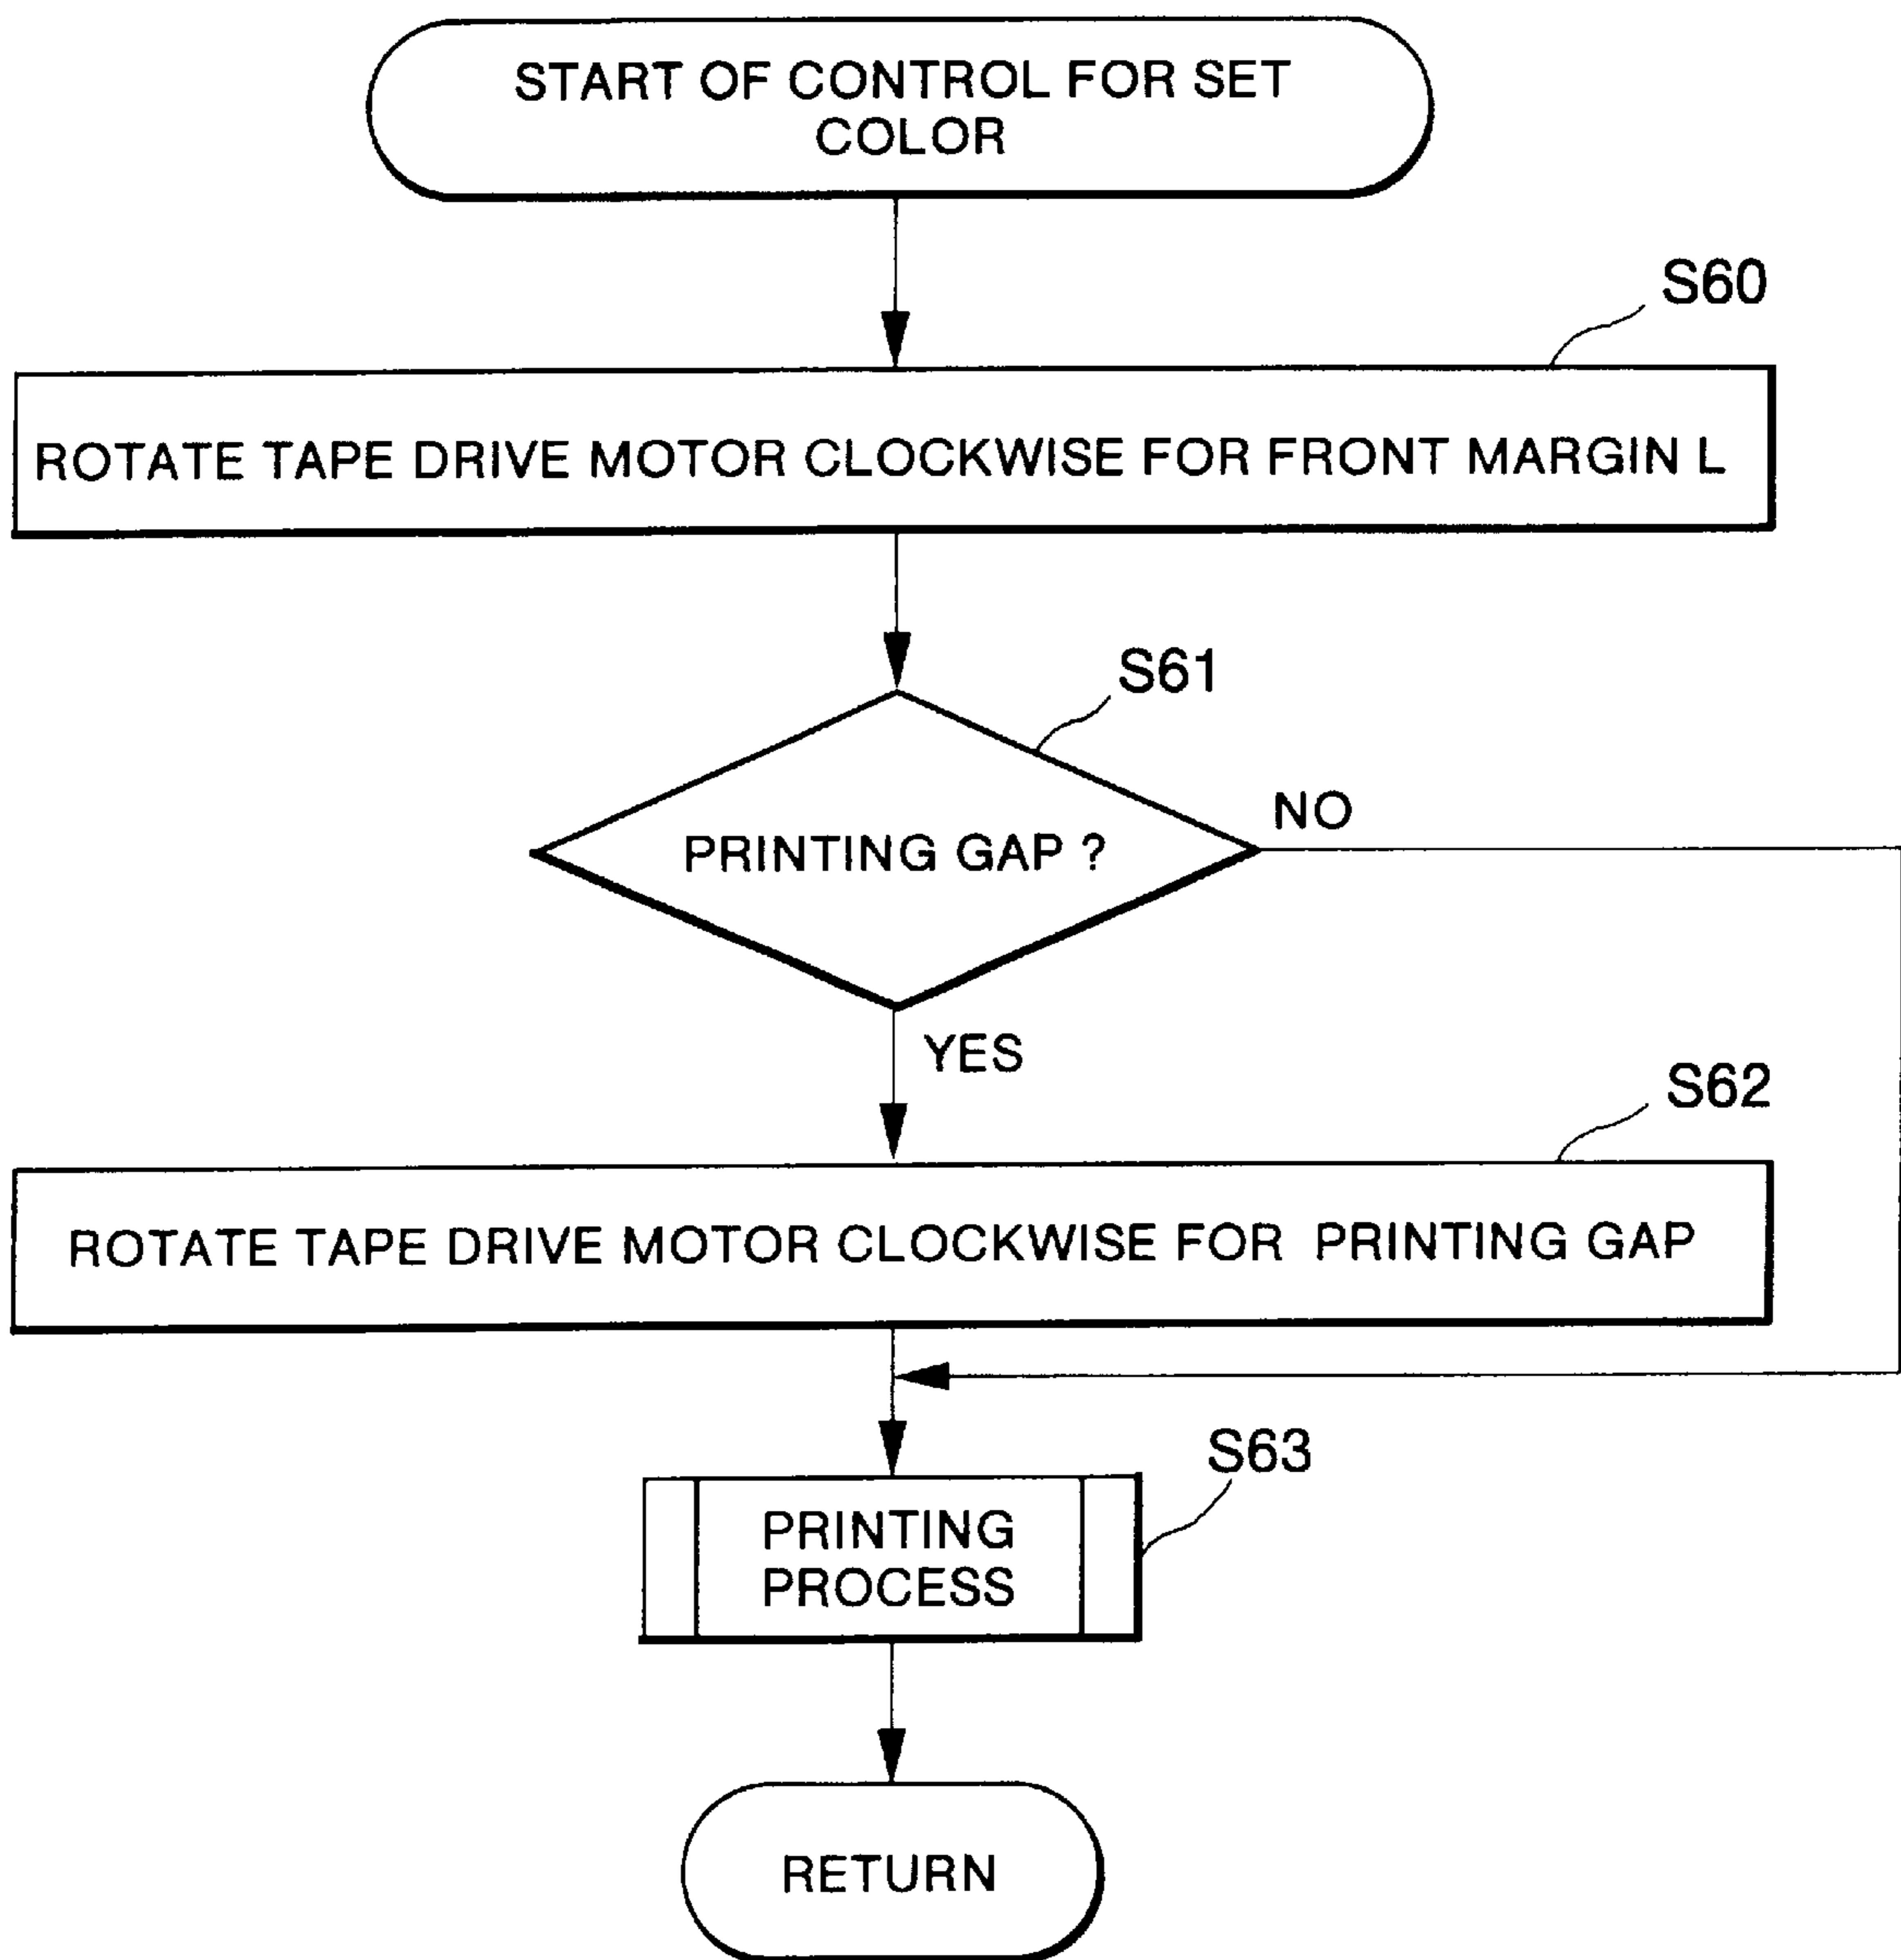 START OF CONTROL FOR SET
COLOR
S60
ROTATE TAPE DRIVE MOTOR CLOCKWISE FOR FRONT MARGIN L
S61
PRINTING GAP ?
NO
YES
S62
ROTATE TAPE DRIVE MOTOR CLOCKWISE FOR PRINTING GAP
S63
PRINTING
PROCESS
RETURN